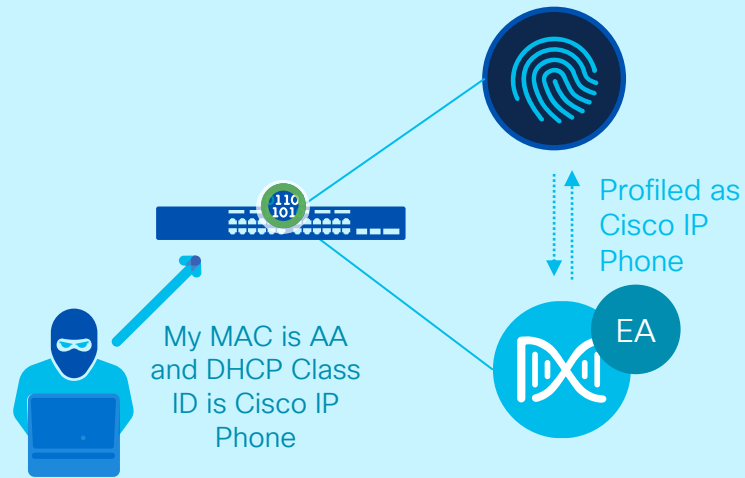 110
101
Profiled as
Cisco IP
Phone
EA
My MAC is AA
and DHCP Class
ID is Cisco IP
Phone